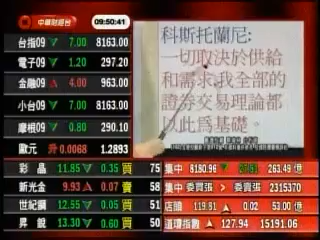 中華財經台 09:50:41
台指09 ▼ 7.00 8163.00
電子09 ▼ 1.20 297.20
金融09 ▲ 4.00 963.00
小台09 ▼ 7.00 8163.00
摩根09 ▼ 0.80 290.10
歐元 升 0.0068 1.2893
科斯托蘭尼:
一切取決於供給
和需求,我全部的
證券交易理論都
以此爲基礎。
彩晶 11.85 ▼ 0.35 買 75 集中 8190.96 ▼ 263.49 億
新光金 9.93 ▲ 0.07 賣 58 集中 委買張 > 委賣張 2315370
世紀鋼 13.55 ▼ 0.05 買 51 店頭 119.81 ▲ 0.02 53.00 億
昇銳 13.30 ▼ 0.60 買 50 道瓊指數 ▲ 127.94 15191.06